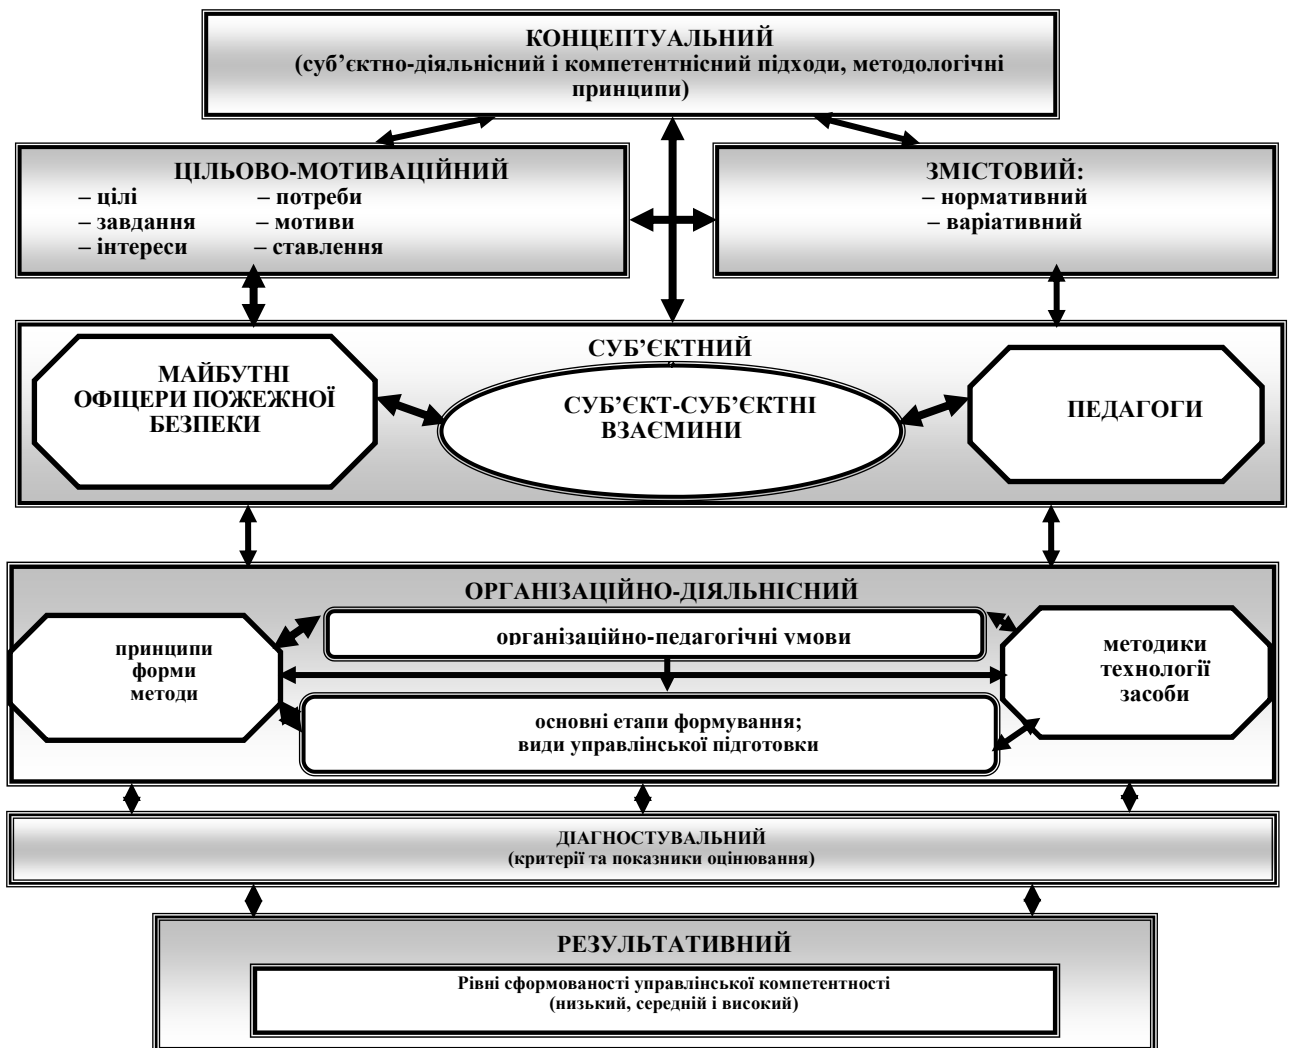 КОНЦЕПТУАЛЬНИЙ
(суб’єктно-діяльнісний і компетентнісний підходи, методологічні
принципи)
ЦІЛЬОВО-МОТИВАЦІЙНИЙ
– цілі – потреби
– завдання – мотиви
– інтереси – ставлення
ЗМІСТОВИЙ:
– нормативний
– варіативний
СУБ’ЄКТНИЙ
МАЙБУТНІ
ОФІЦЕРИ ПОЖЕЖНОЇ
БЕЗПЕКИ
СУБ’ЄКТ-СУБ’ЄКТНІ
ВЗАЄМИНИ
ПЕДАГОГИ
ОРГАНІЗАЦІЙНО-ДІЯЛЬНІСНИЙ
принципи
форми
методи
організаційно-педагогічні умови
основні етапи формування;
види управлінської підготовки
методики
технології
засоби
ДІАГНОСТУВАЛЬНИЙ
(критерії та показники оцінювання)
РЕЗУЛЬТАТИВНИЙ
Рівні сформованості управлінської компетентності
(низький, середній і високий)